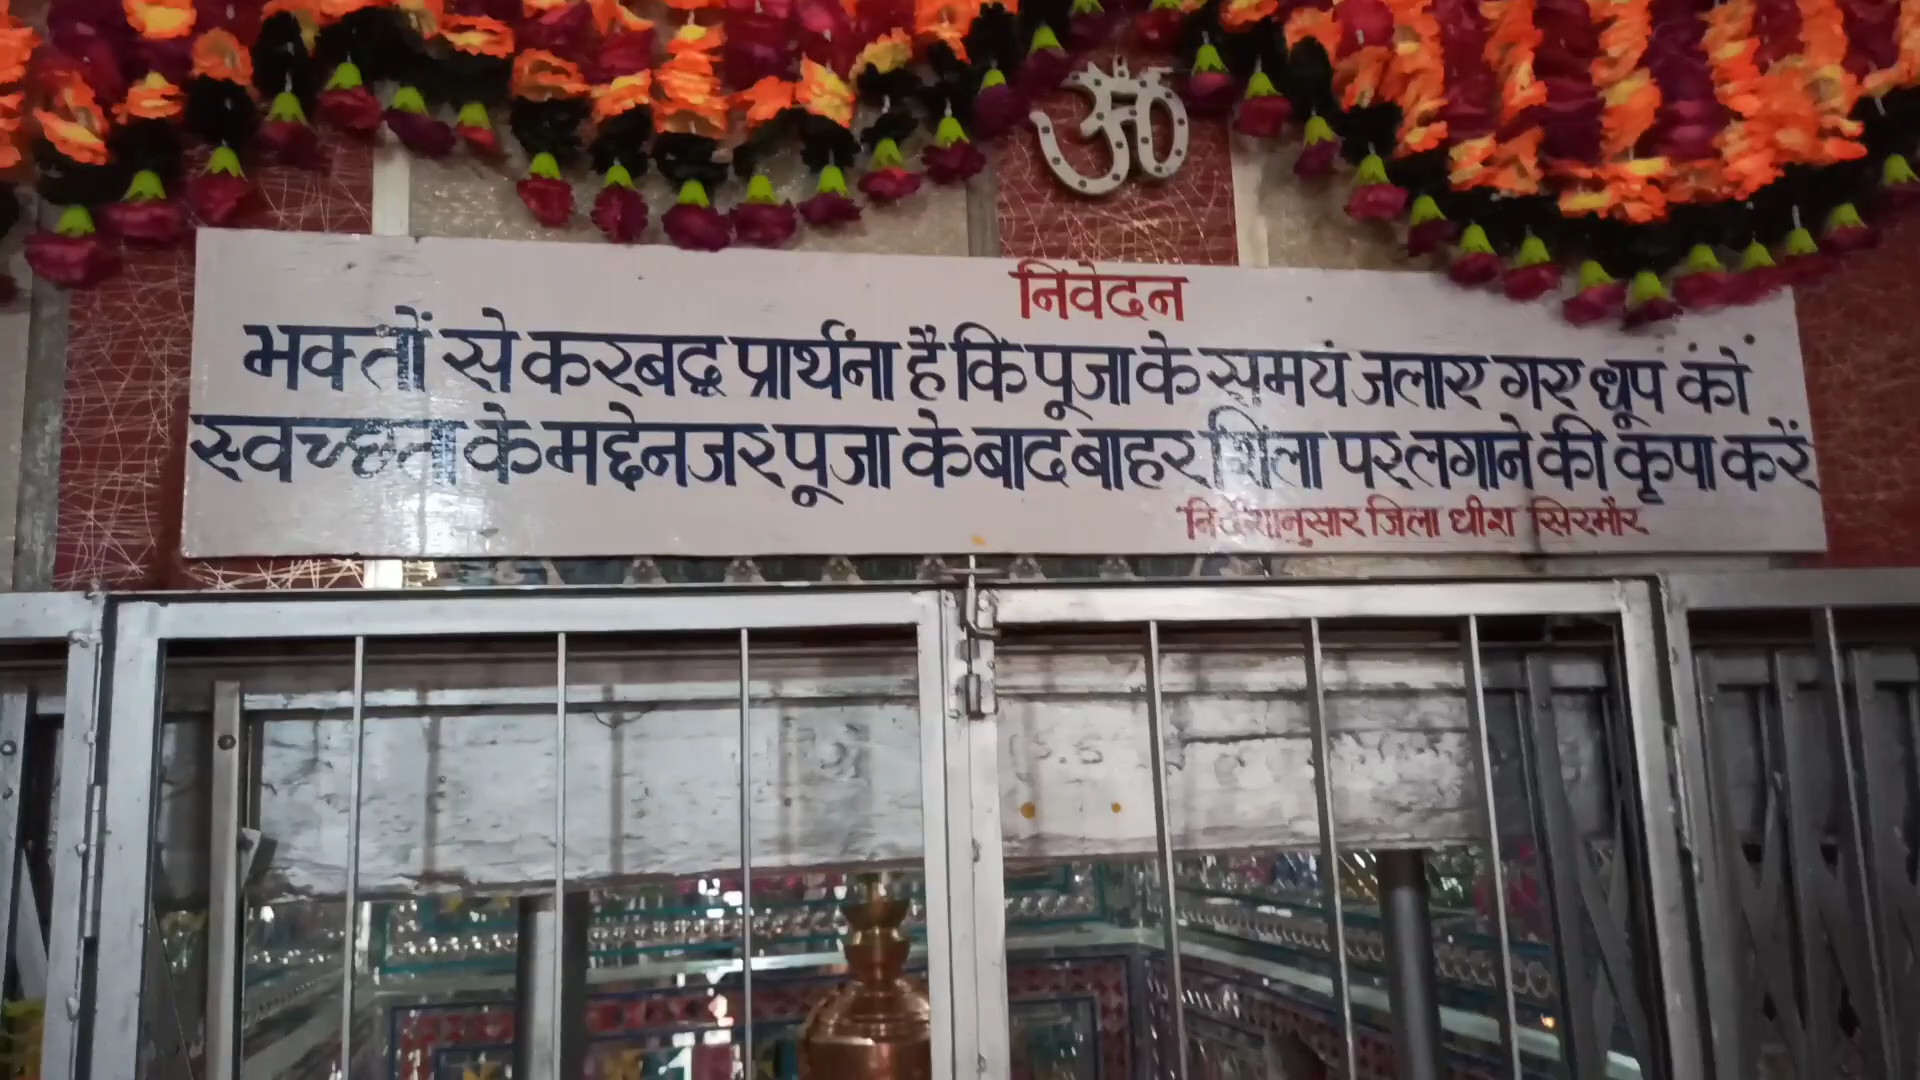 ॐ
निवेदन
भक्तों से करबद्ध प्रार्थना है कि पूजा के समय जलाए गए धूप को
स्वच्छता के मद्देनजर पूजा के बाद बाहर शिला पर लगाने की कृपा करें
निर्देशानुसार जिला धीश सिरमौर